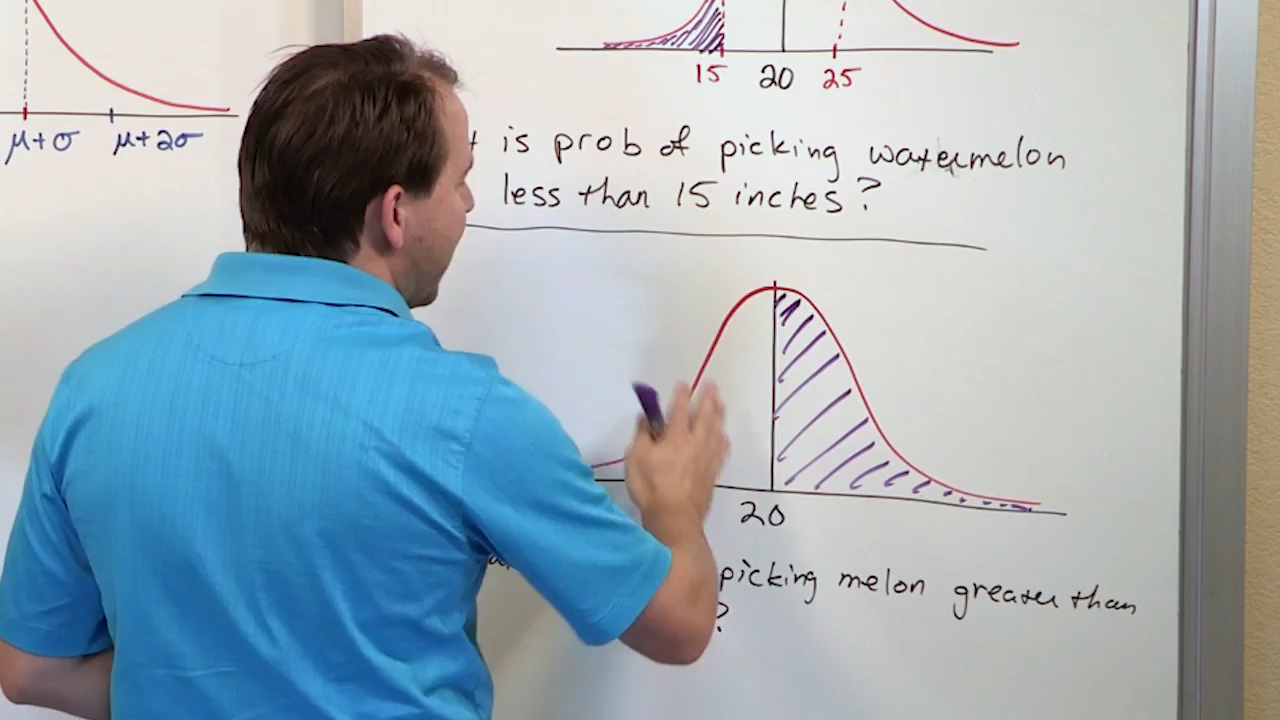 μ+σ μ+2σ
15 20 25
is prob of picking watermelon
less than 15 inches?
20
picking melon greater than
?